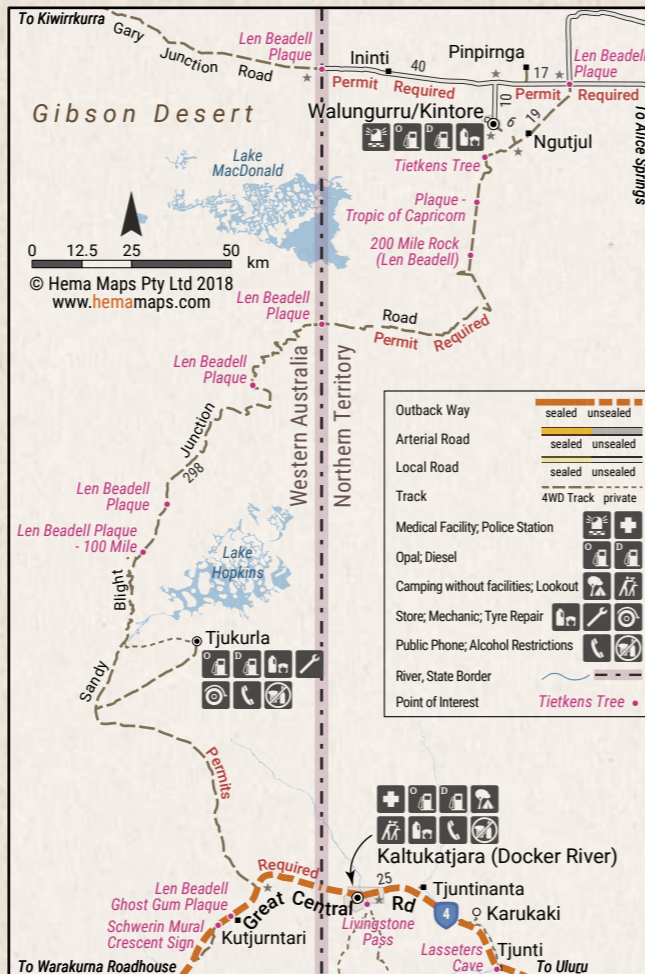 To Kiwirrkurra
Gary Junction Road
Len Beadell
Plaque
Ininti
40
Pinpirnga
17
Len Beadell
Plaque
Permit Required
Permit Required
10
To Alice Springs
Gibson Desert
Walungurru/Kintore
6
19
O
D
Ngutjul
Tietkens Tree
Lake
MacDonald
Plaque -
Tropic of Capricorn
200 Mile Rock
(Len Beadell)
0 12.5 25 50
km
© Hema Maps Pty Ltd 2018
www.hemamaps.com
Len Beadell
Plaque
Road
Permit Required
Len Beadell
Plaque
Western Australia
Northern Territory
Junction
298
Len Beadell
Plaque
Len Beadell Plaque
- 100 Mile
Lake
Hopkins
Blight
Sandy
Tjukurla
O
D
Permits
Required
Outback Way
sealed unsealed
Arterial Road
sealed unsealed
Local Road
sealed unsealed
Track
4WD Track private
Medical Facility; Police Station
Opal; Diesel
O
D
Camping without facilities; Lookout
Store; Mechanic; Tyre Repair
Public Phone; Alcohol Restrictions
River, State Border
Point of Interest
Tietkens Tree
O
D
Kaltukatjara (Docker River)
25
Tjuntinanta
Len Beadell
Ghost Gum Plaque
Great Central Rd
4
Karukaki
Schwerin Mural
Crescent Sign
Kutjurntari
Livingstone
Pass
Lasseters
Cave
Tjunti
To Warakurna Roadhouse
To Uluru